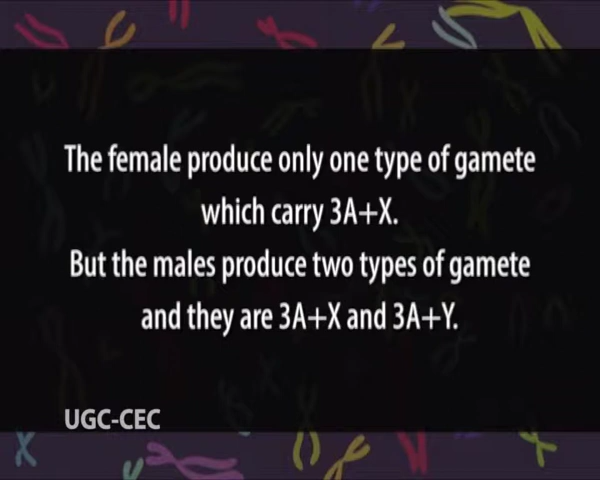 The female produce only one type of gamete
which carry 3A+X.
But the males produce two types of gamete
and they are 3A+X and 3A+Y.
UGC-CEC